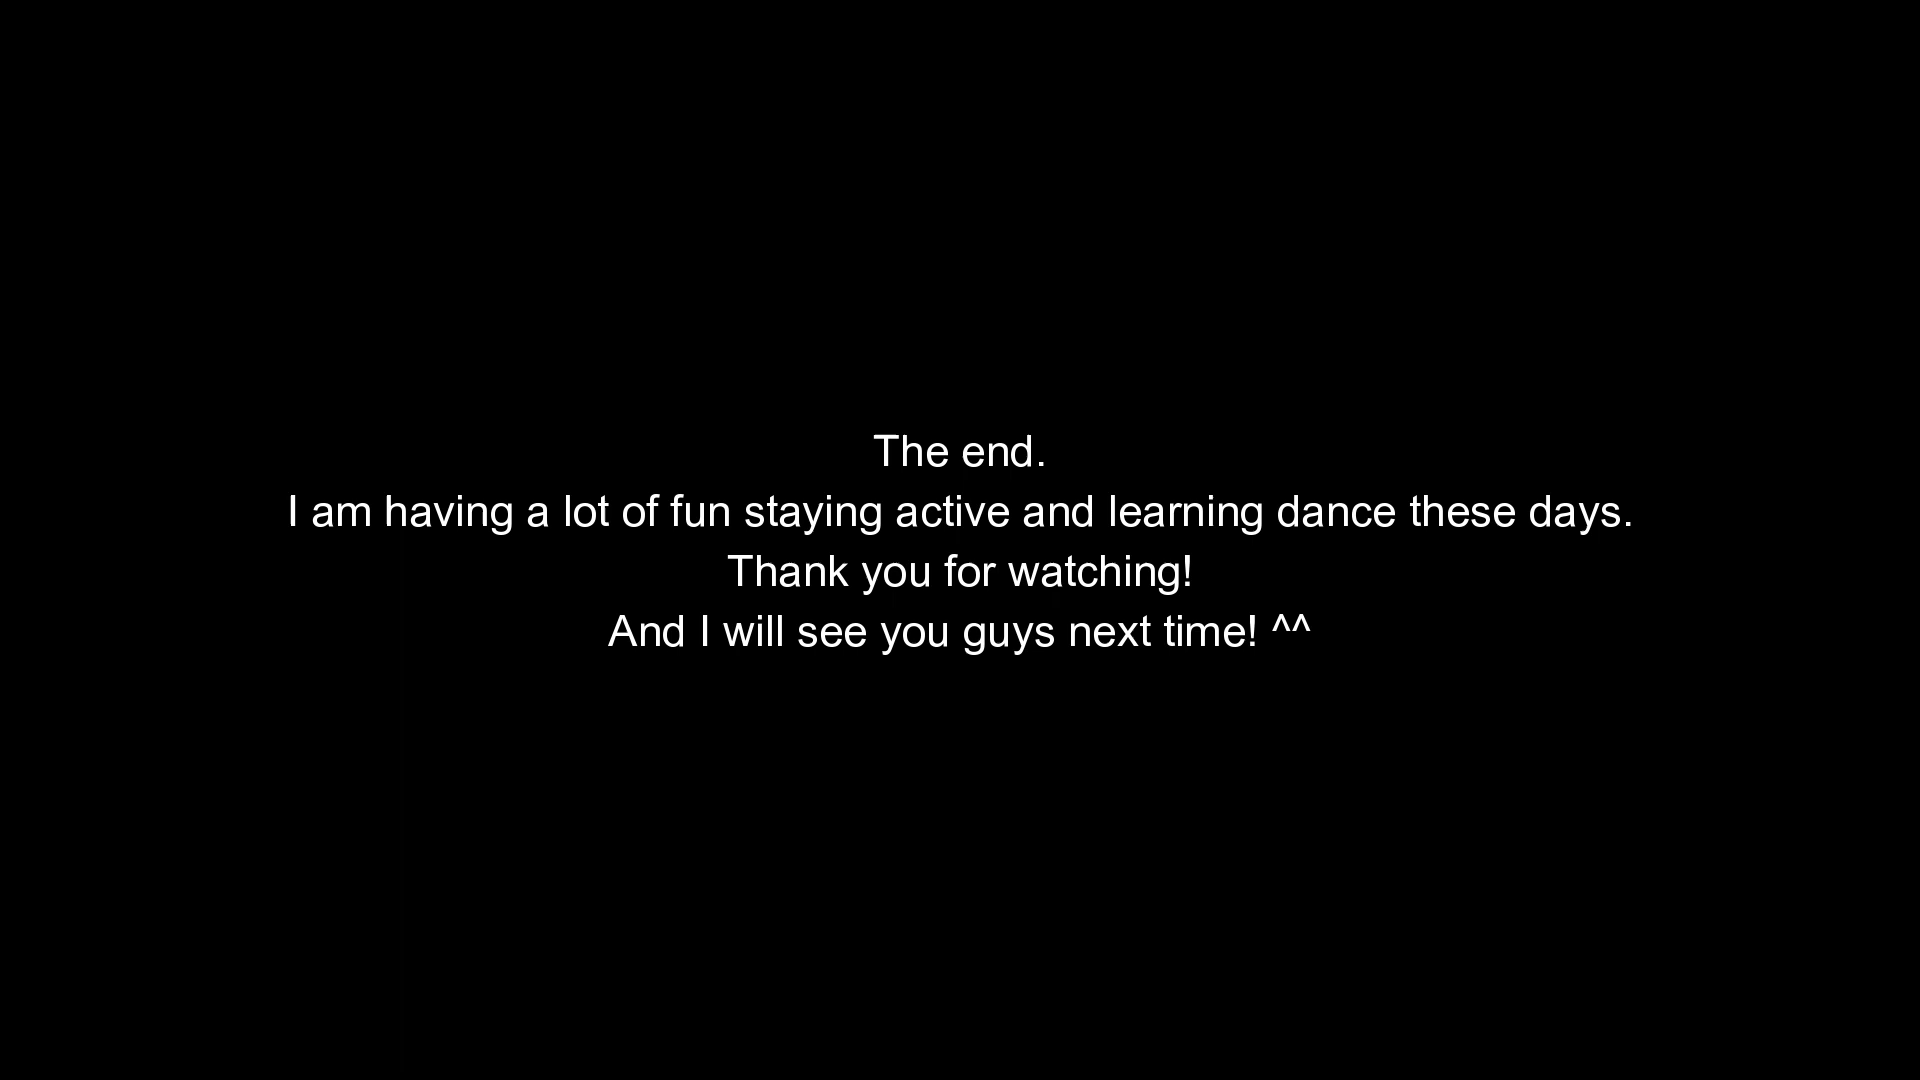 The end.
I am having a lot of fun staying active and learning dance these days.
Thank you for watching!
And I will see you guys next time! ^^